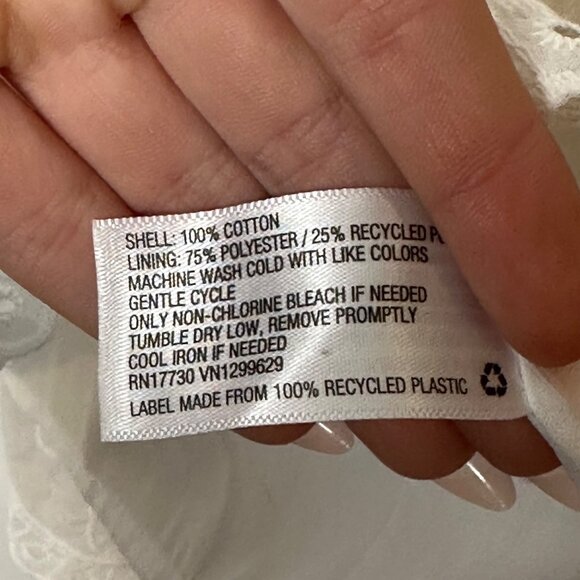 SHELL: 100% COTTON
LINING: 75% POLYESTER / 25% RECYCLED
MACHINE WASH COLD WITH LIKE COLORS
GENTLE CYCLE
ONLY NON-CHLORINE BLEACH IF NEEDED
TUMBLE DRY LOW, REMOVE PROMPTLY
COOL IRON IF NEEDED
RN17730 VN1299629
LABEL MADE FROM 100% RECYCLED PLASTIC